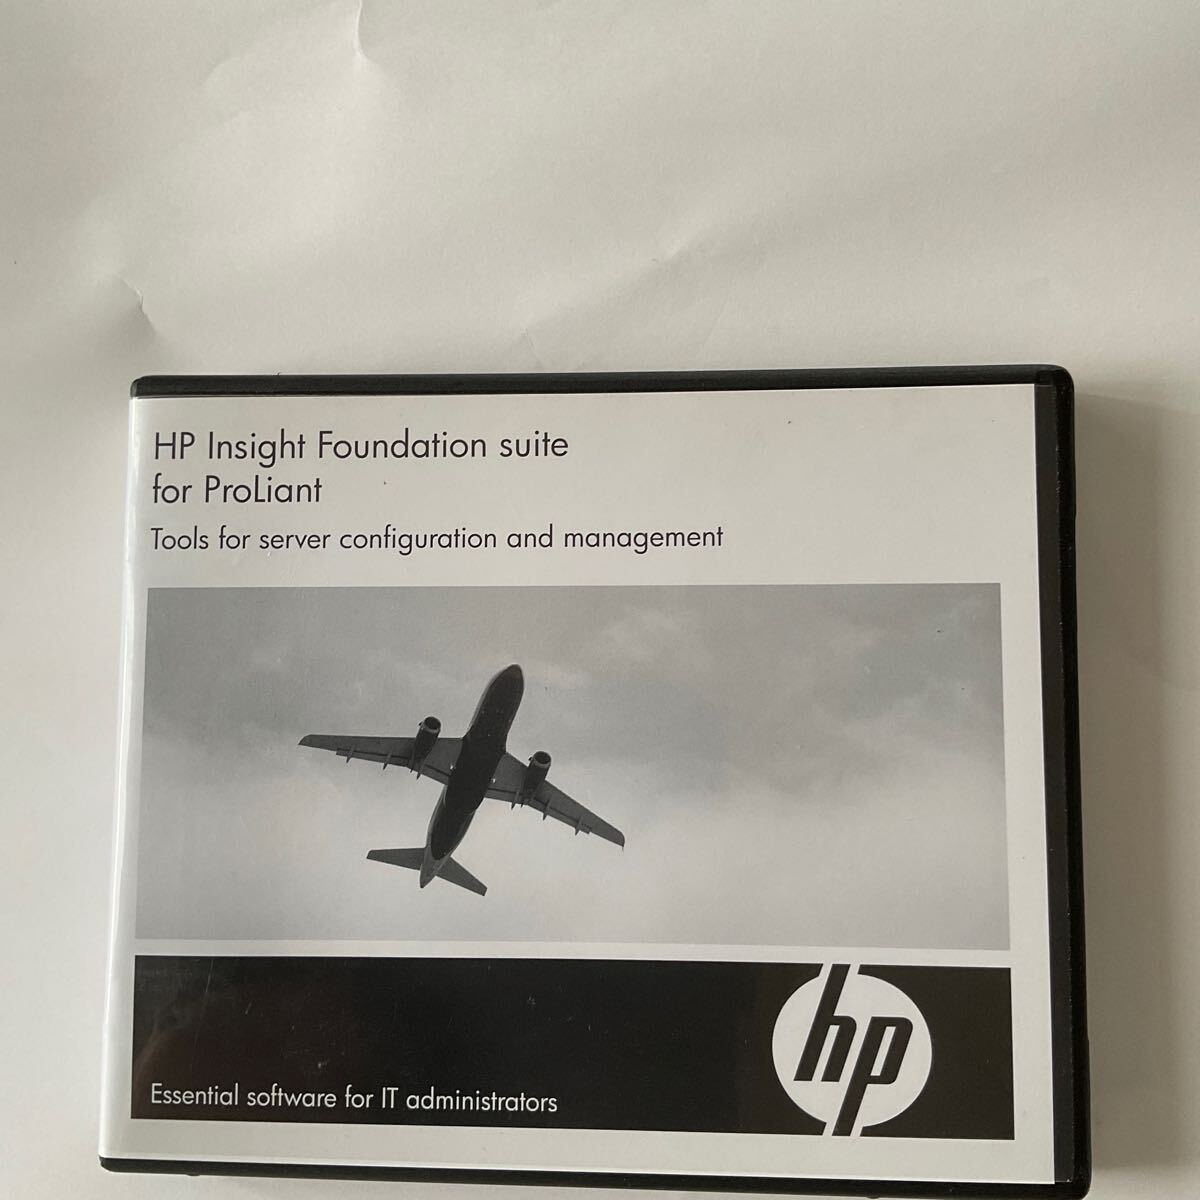 HP Insight Foundation suite
for ProLiant
Tools for server configuration and management
hp
Essential software for IT administrators